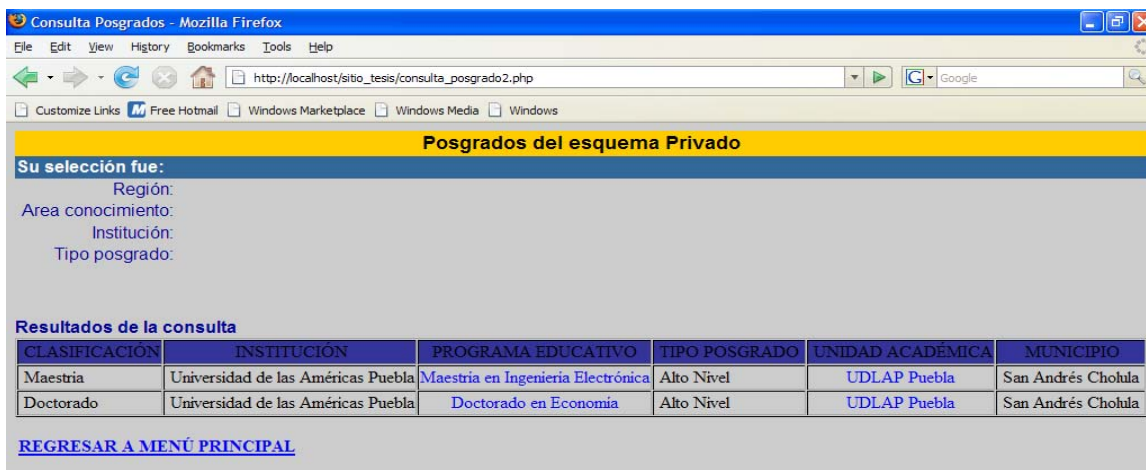 Consulta Posgrados - Mozilla Firefox
File Edit View History Bookmarks Tools Help
http://localhost/sitio_tesis/consulta_posgrado2.php G Google
Customize Links Free Hotmail Windows Marketplace Windows Media Windows
Posgrados del esquema Privado
Su selección fue:
Región:
Area conocimiento:
Institución:
Tipo posgrado:
Resultados de la consulta
CLASIFICACIÓN INSTITUCIÓN PROGRAMA EDUCATIVO TIPO POSGRADO UNIDAD ACADÉMICA MUNICIPIO
Maestria Universidad de las Américas Puebla Maestria en Ingenieria Electrónica Alto Nivel UDLAP Puebla San Andrés Cholula
Doctorado Universidad de las Américas Puebla Doctorado en Economia Alto Nivel UDLAP Puebla San Andrés Cholula
REGRESAR A MENÚ PRINCIPAL